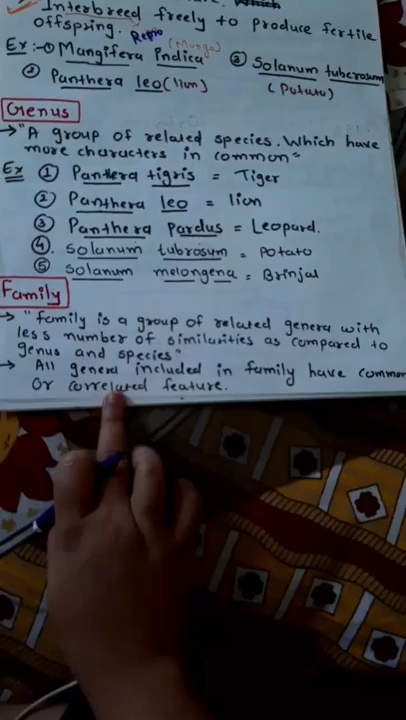 Interbreed freely to produce fertile
offspring. Repro
(Mango)
Ex:- ① Mangifera Indica ③ Solanum tuberosum
② Panthera leo (lion) (Potato)
Genus
→ "A group of related species. Which have
more characters in common"
Ex ① Panthera tigris = Tiger
② Panthera leo = lion
③ Panthera pardus = Leopard.
④. Solanum tubrosum = Potato
⑤ Solanum melongena = Brinjal
Family
→ "family is a group of related genera with
less number of similarities as compared to
genus and species"
→ All genera included in family have common
or correlated feature.